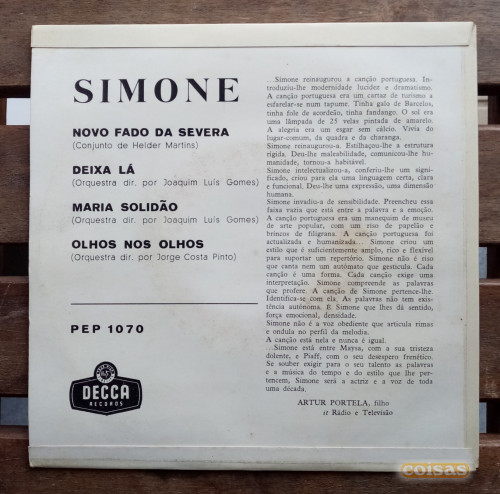 SIMONE
NOVO FADO DA SEVERA
(Conjunto de Helder Martins)
DEIXA LÁ
(Orquestra dir. por Joaquim Luís Gomes)
MARIA SOLIDÃO
(Orquestra dir. por Joaquim Luís Gomes)
OLHOS NOS OLHOS
(Orquestra dir. por Jorge Costa Pinto)
PEP 1070
DECCA
RECORDS
...Simone reinaugurou a canção portuguesa. In-
troduziu-lhe modernidade lucidez e dramatismo.
A canção portuguesa era um cartaz de turismo a
esfarelar-se num tapume. Tinha galo de Barcelos,
tinha fole de acordeão, tinha fandango. O sol era
uma lâmpada de 25 velas pintada de amarelo.
A alegria era um esgar sem cálcio. Vivia do
lugar-comum, da quadra e da charanga.
Simone reinaugurou-a. Estilhaçou-lhe a estrutura
rígida. Deu-lhe maleabilidade, comunicou-lhe hu-
manidade, tornou-a habitável.
Simone intelectualizou-a, conferiu-lhe um signi-
ficado, criou para ela uma linguagem certa, clara
e funcional. Deu-lhe uma expressão, uma dimensão
humana.
Simone invadiu-a de sensibilidade. Preencheu essa
faixa vazia que está entre a palavra e a emoção.
A canção portuguesa era um manequim de museu
de arte popular, com um riso de papelão e
brincos de filigrana. A canção portuguesa foi
actualizada e humanizada... Simone criou um
estilo que é suficientemente amplo, rico e flexível
para suportar um repertório. Simone não é riso
que canta nem um autómato que gesticula. Cada
canção é uma forma. Cada canção exige uma
interpretação. Simone compreende as palavras
que profere. A canção de Simone pertence-lhe.
Identifica-se com ela. As palavras não tem exis-
tência autónoma. É Simone que lhes dá sentido,
força emocional, dentidade.
Simone não é a voz obediente que articula rimas
e ondula no perfil da melodia.
A canção está nela e nunca é igual.
...Simone está entre Maysa, com a sua tristeza
dolente, e Piaff, com o seu desespero frenético.
Se souber exigir para o seu talento as palavras
e a música do tempo e do estilo que lhe per-
tencem, Simone será a actriz e a voz de toda
uma década.
ARTUR PORTELA, filho
it Rádio e Televisão
coisas